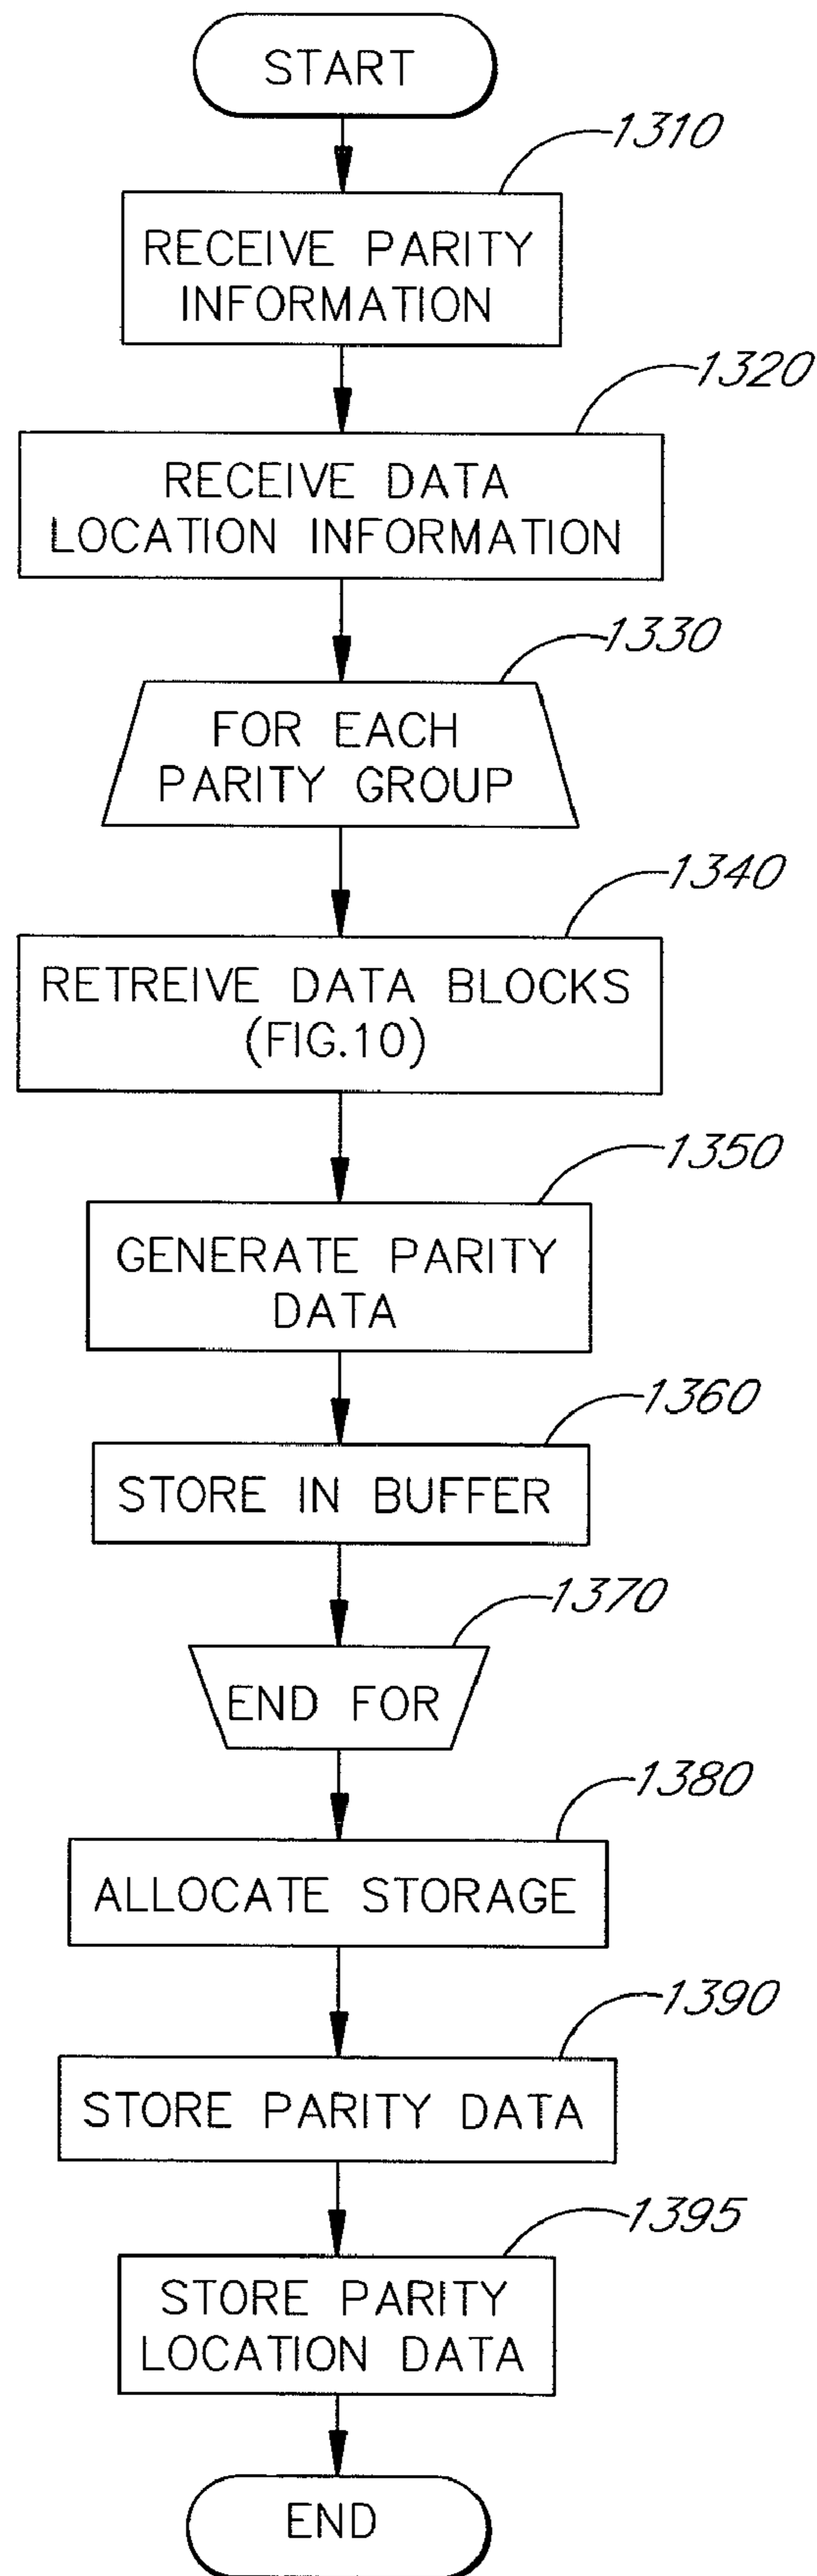 START
1310
RECEIVE PARITY
INFORMATION
1320
RECEIVE DATA
LOCATION INFORMATION
1330
FOR EACH
PARITY GROUP
1340
RETREIVE DATA BLOCKS
(FIG.10)
1350
GENERATE PARITY
DATA
1360
STORE IN BUFFER
1370
END FOR
1380
ALLOCATE STORAGE
1390
STORE PARITY DATA
1395
STORE PARITY
LOCATION DATA
END